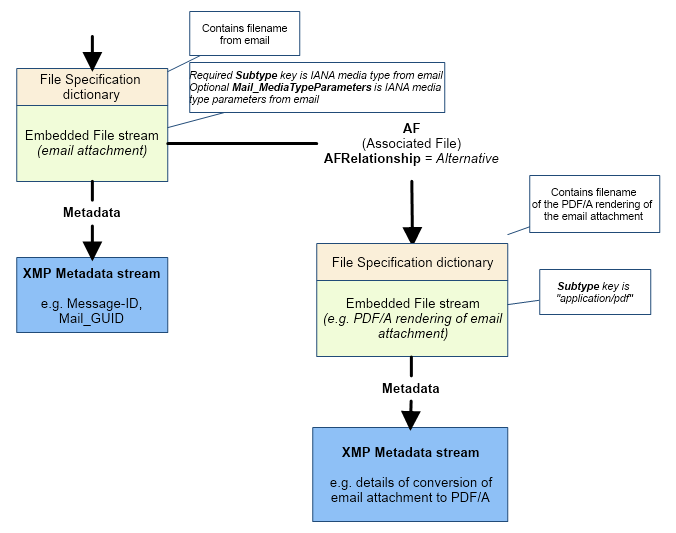 Contains filename
from email
File Specification
dictionary
Required Subtype key is IANA media type from email
Optional Mail_MediaTypeParameters is IANA media
type parameters from email
Embedded File stream
(email attachment)
AF
(Associated File)
AFRelationship = Alternative
Metadata
Contains filename
of the PDF/A rendering of
the email attachment
XMP Metadata stream
e.g. Message-ID,
Mail_GUID
File Specification dictionary
Subtype key is
"application/pdf"
Embedded File stream
(e.g. PDF/A rendering of email
attachment)
Metadata
XMP Metadata stream
e.g. details of conversion of
email attachment to PDF/A